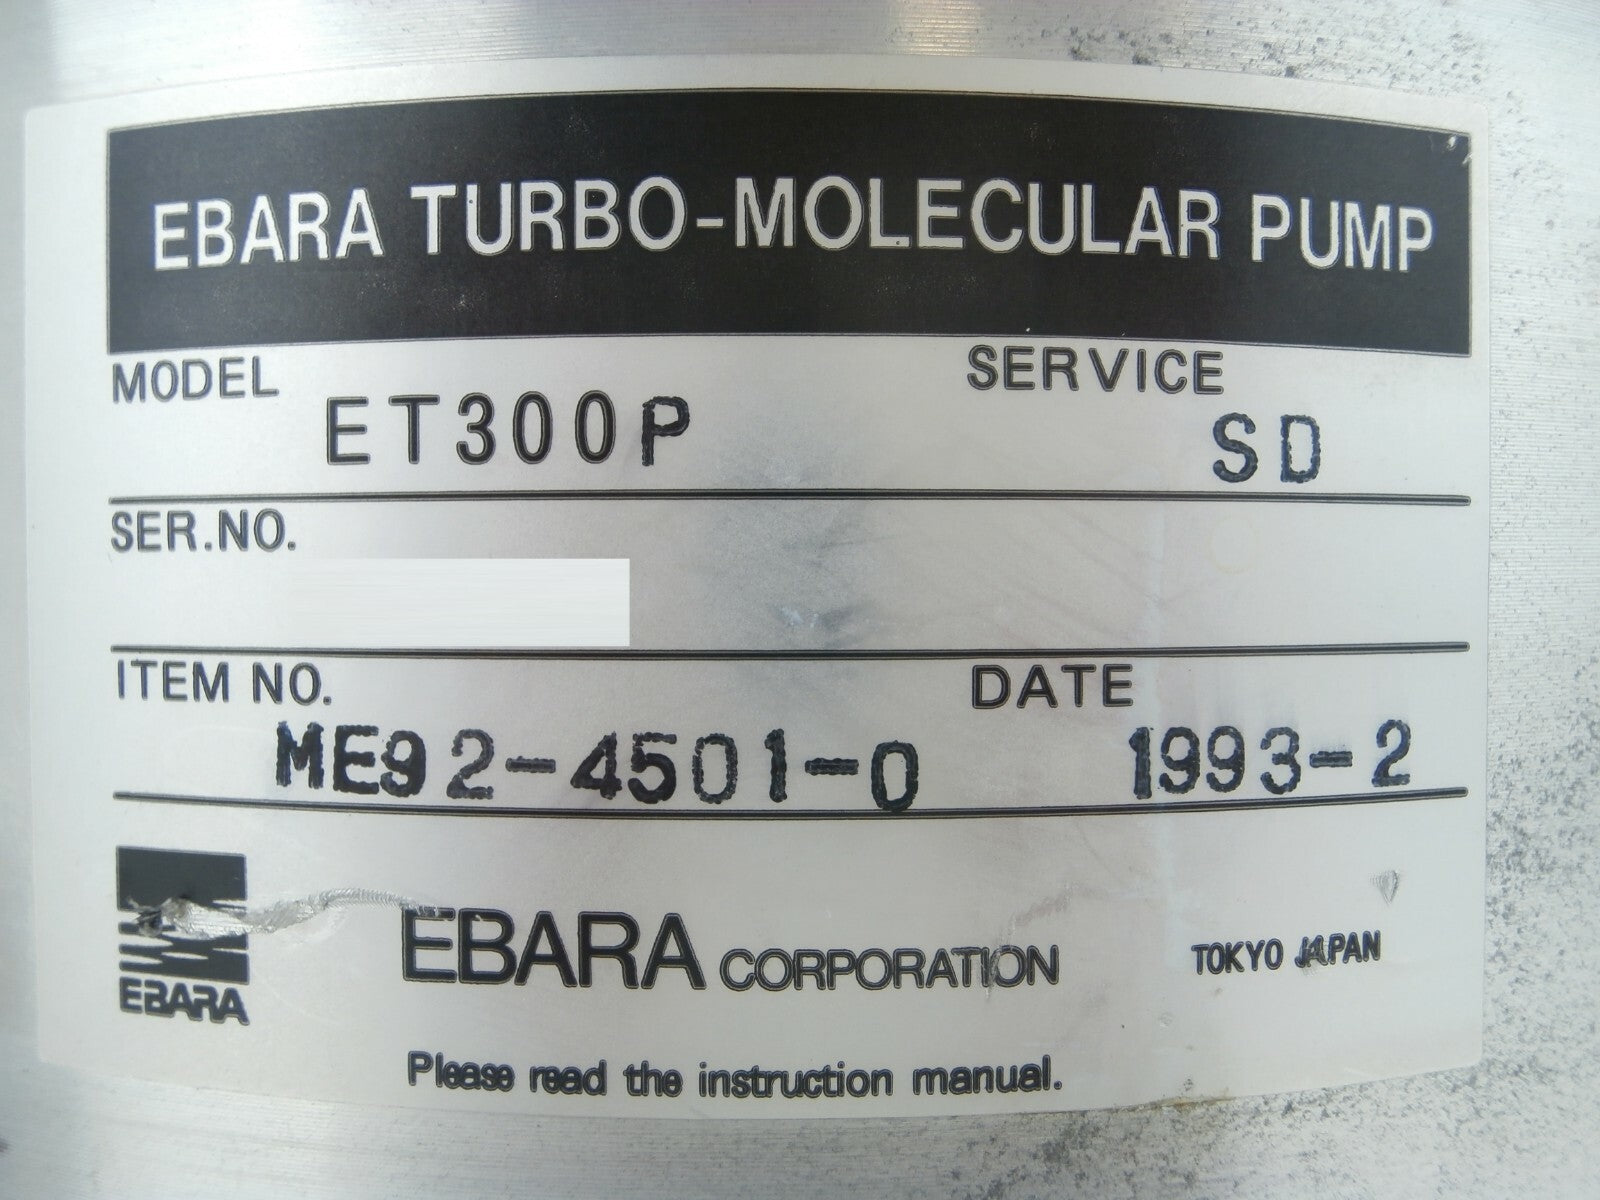 EBARA TURBO-MOLECULAR PUMP
MODEL ET300P SERVICE SD
SER.NO.
ITEM NO. ME92-4501-0 DATE 1993-2
EBARA
EBARA CORPORATION TOKYO JAPAN
Please read the instruction manual.